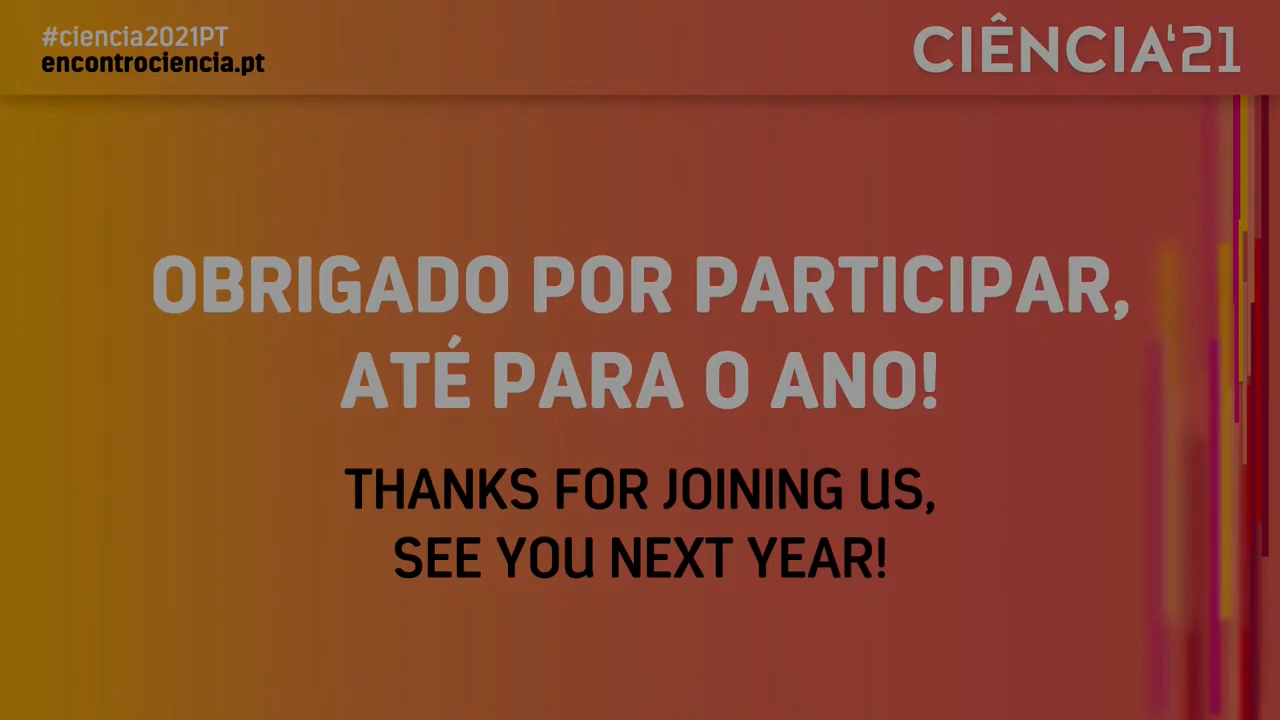 #ciencia2021PT
encontrociencia.pt
CIÊNCIA'21
OBRIGADO POR PARTICIPAR,
ATÉ PARA O ANO!
THANKS FOR JOINING US,
SEE YOU NEXT YEAR!